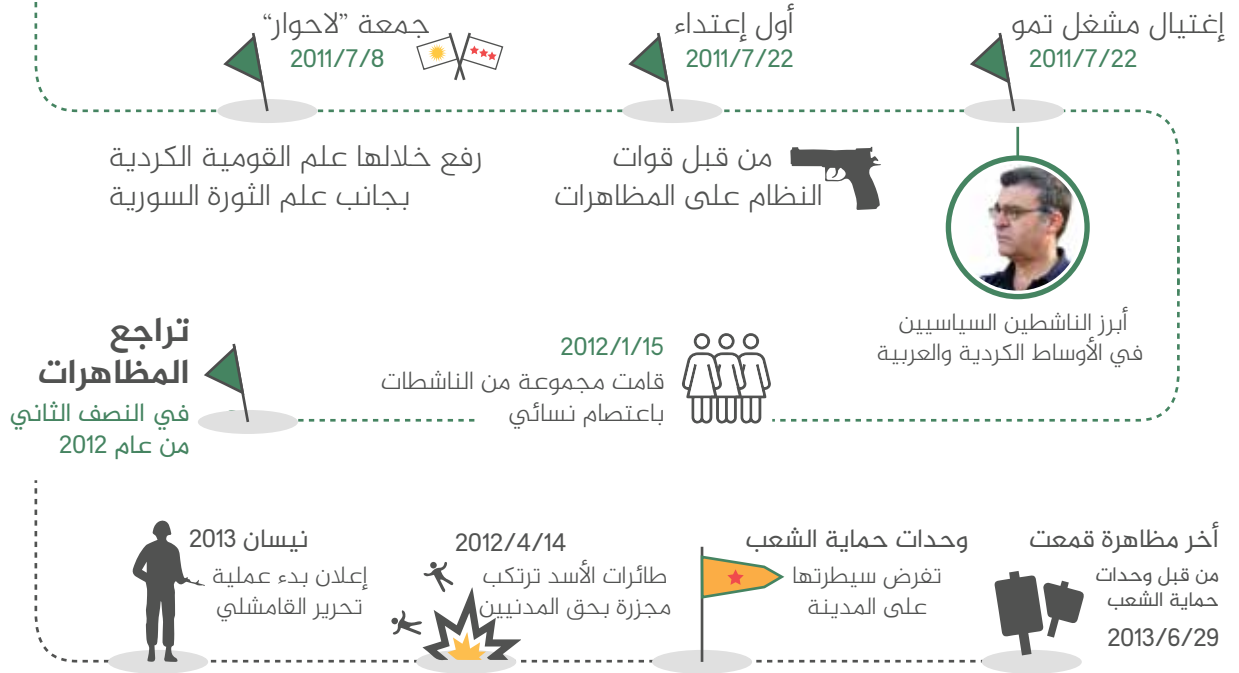 جمعة ”لاحوار“
2011/7/8
رفع خلالها علم القومية الكردية
بجانب علم الثورة السورية
أول إعتداء
2011/7/22
من قبل قوات
النظام على المظاهرات
إغتيال مشغل تمو
2011/7/22
أبرز الناشطين السياسيين
في الأوساط الكردية والعربية
2012/1/15
قامت مجموعة من الناشطات
باعتصام نسائي
تراجع
المظاهرات
في النصف الثاني
من عام 2012
نيسان 2013
إعلان بدء عملية
تحرير القامشلي
2012/4/14
طائرات الأسد ترتكب
مجزرة بحق المدنيين
وحدات حماية الشعب
تفرض سيطرتها
على المدينة
أخر مظاهرة قمعت
من قبل وحدات
حماية الشعب
2013/6/29